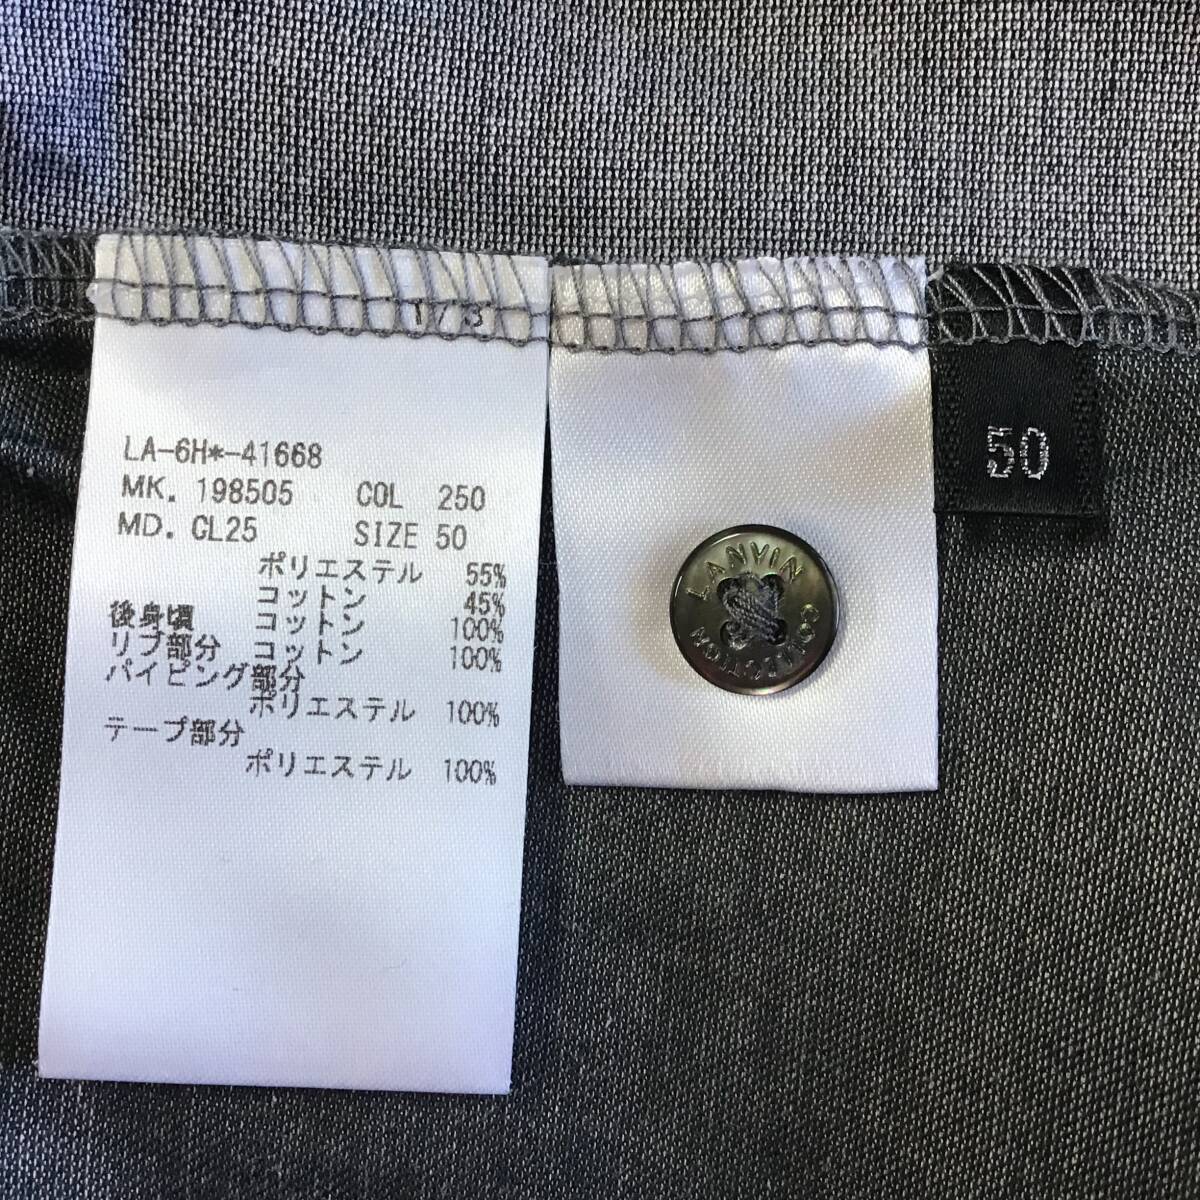 1/3
LA-6H*-41668
MK. 198505 COL 250
MD. CL25 SIZE 50
ポリエステル 55%
コットン 45%
後身頃 コットン 100%
リブ部分 コットン 100%
パイピング部分
ポリエステル 100%
テープ部分
ポリエステル 100%
LANVIN
COLLECTION
50